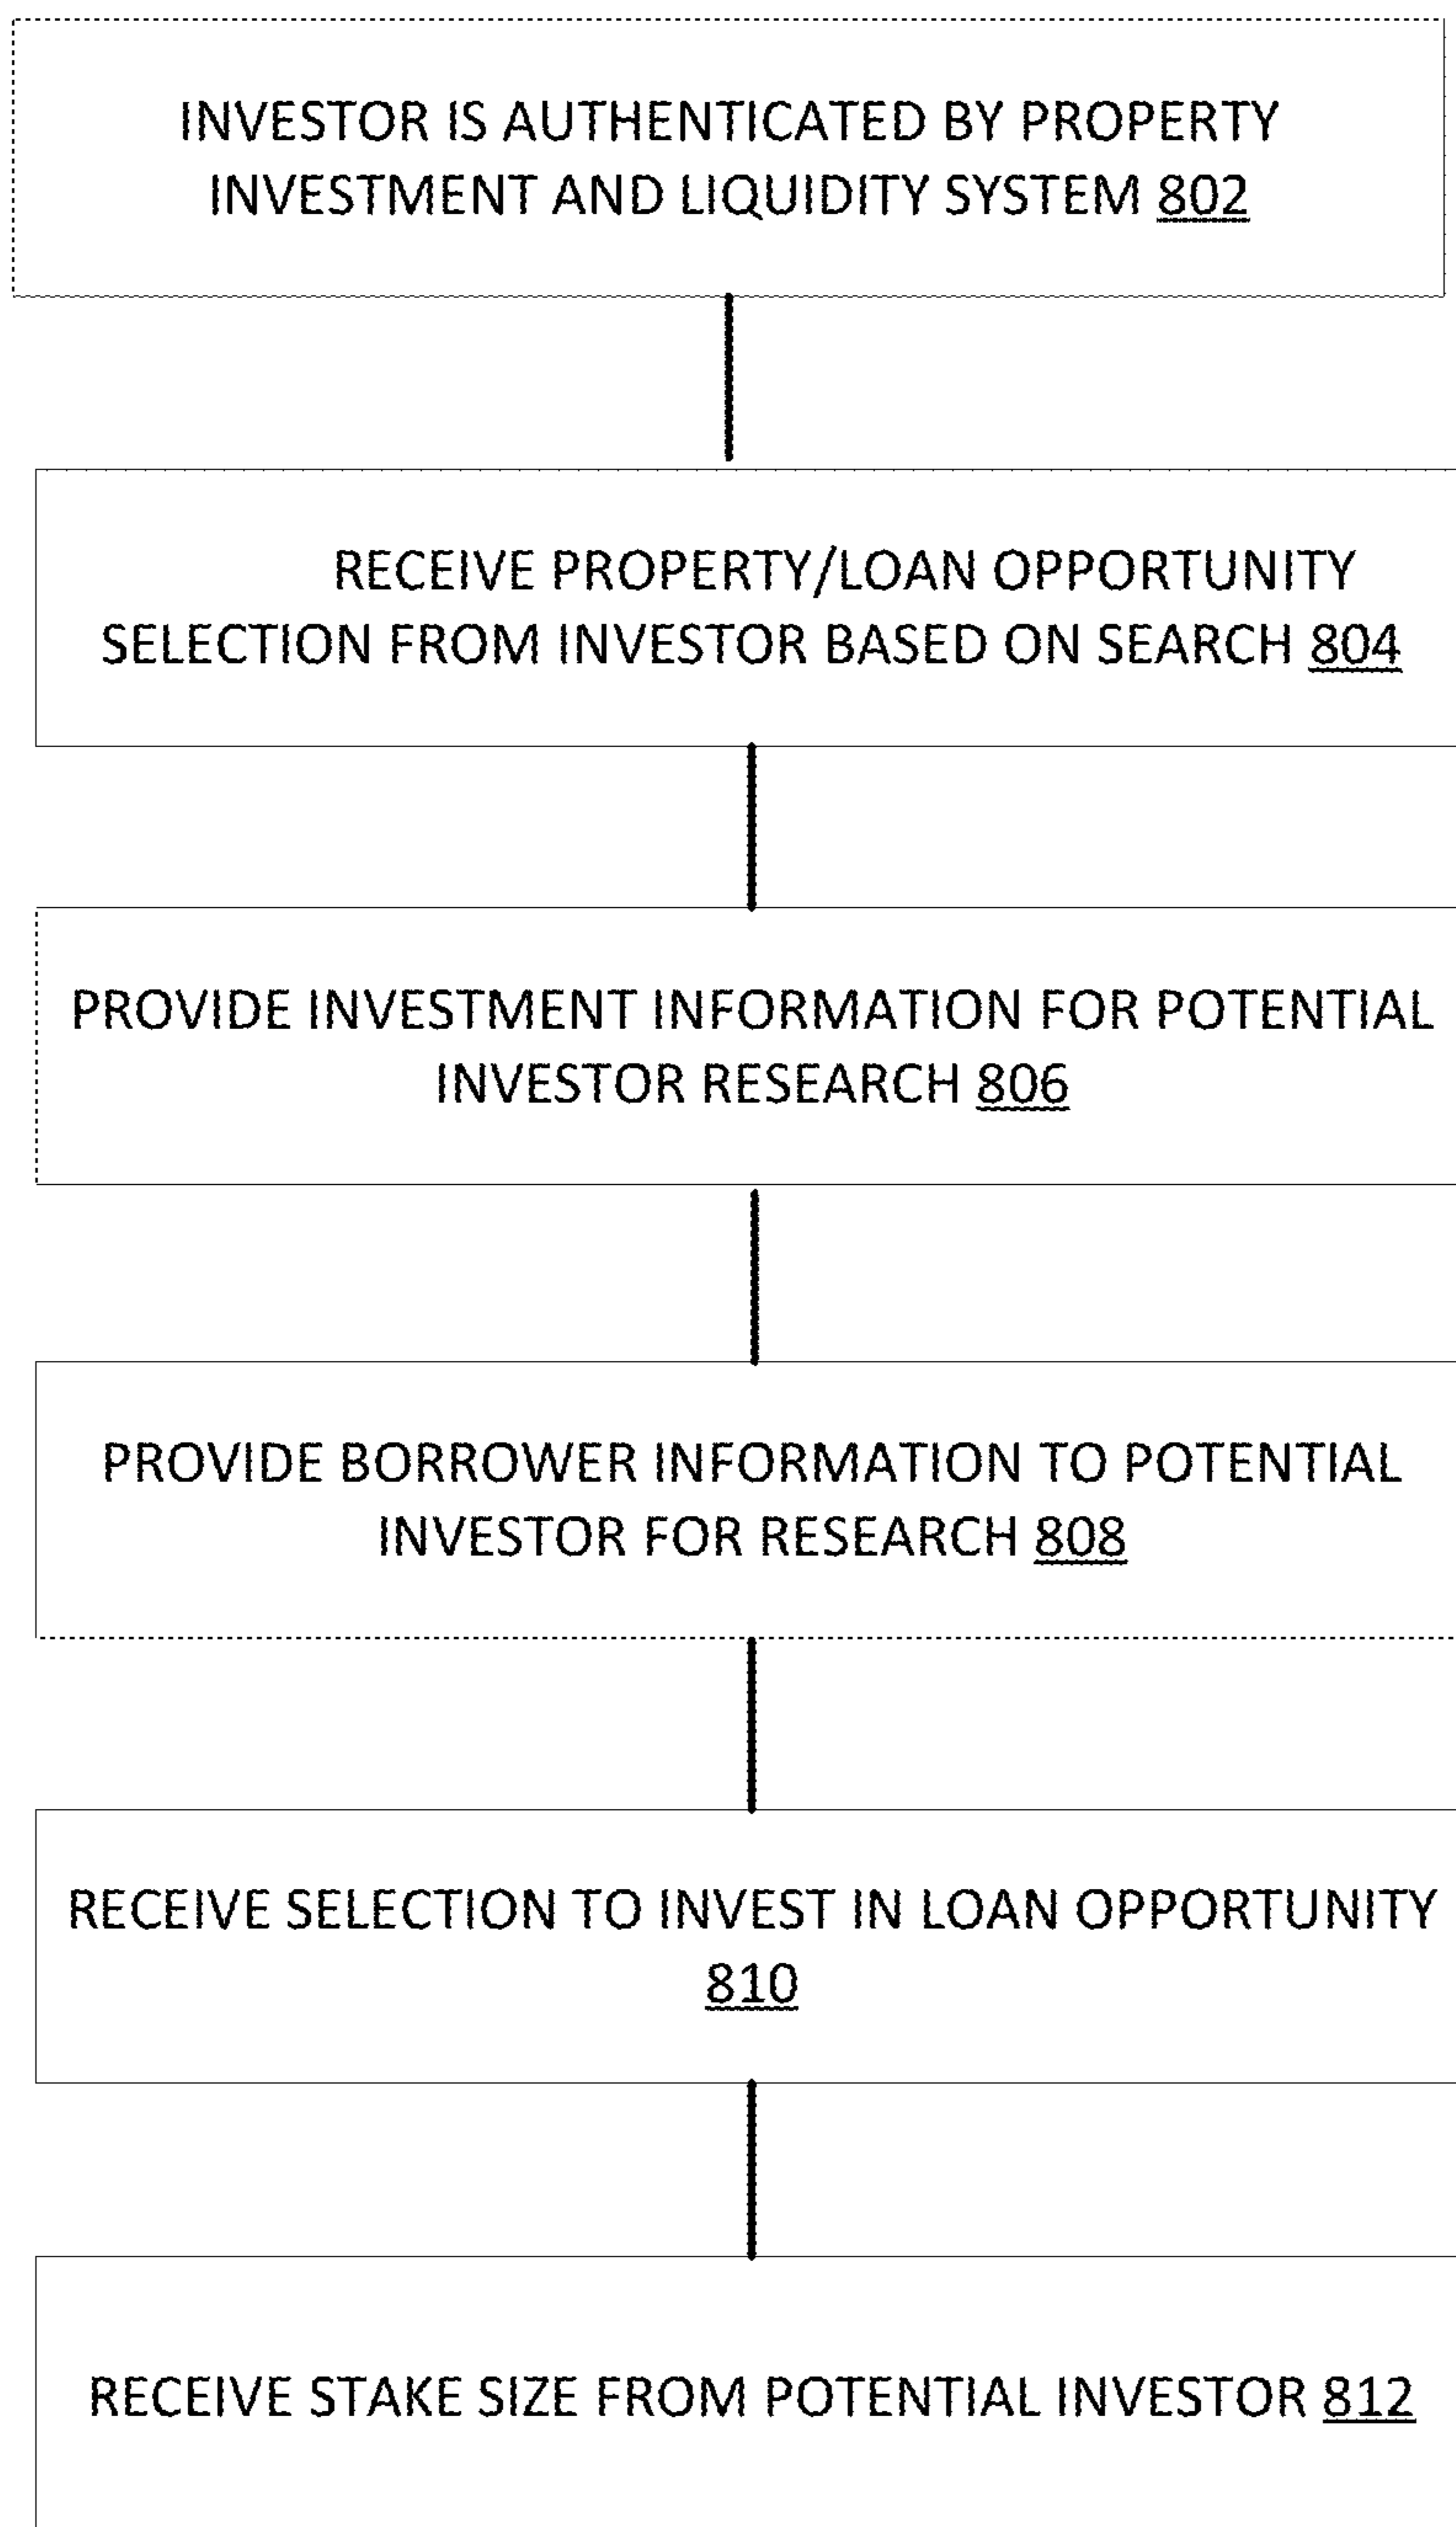 INVESTOR IS AUTHENTICATED BY PROPERTY
INVESTMENT AND LIQUIDITY SYSTEM 802
RECEIVE PROPERTY/LOAN OPPORTUNITY
SELECTION FROM INVESTOR BASED ON SEARCH 804
PROVIDE INVESTMENT INFORMATION FOR POTENTIAL
INVESTOR RESEARCH 806
PROVIDE BORROWER INFORMATION TO POTENTIAL
INVESTOR FOR RESEARCH 808
RECEIVE SELECTION TO INVEST IN LOAN OPPORTUNITY
810
RECEIVE STAKE SIZE FROM POTENTIAL INVESTOR 812